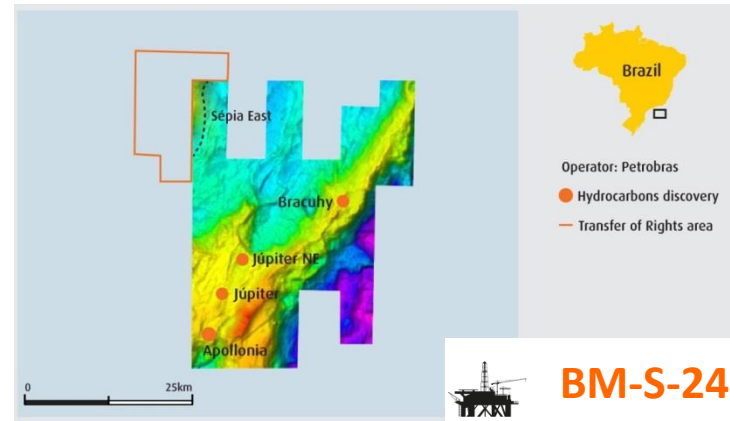 Brazil
Sépia East
Operator: Petrobras
Bracuhy
Hydrocarbons discovery
Transfer of Rights area
Júpiter NE
Júpiter
Apollonia
0 25km
BM-S-24